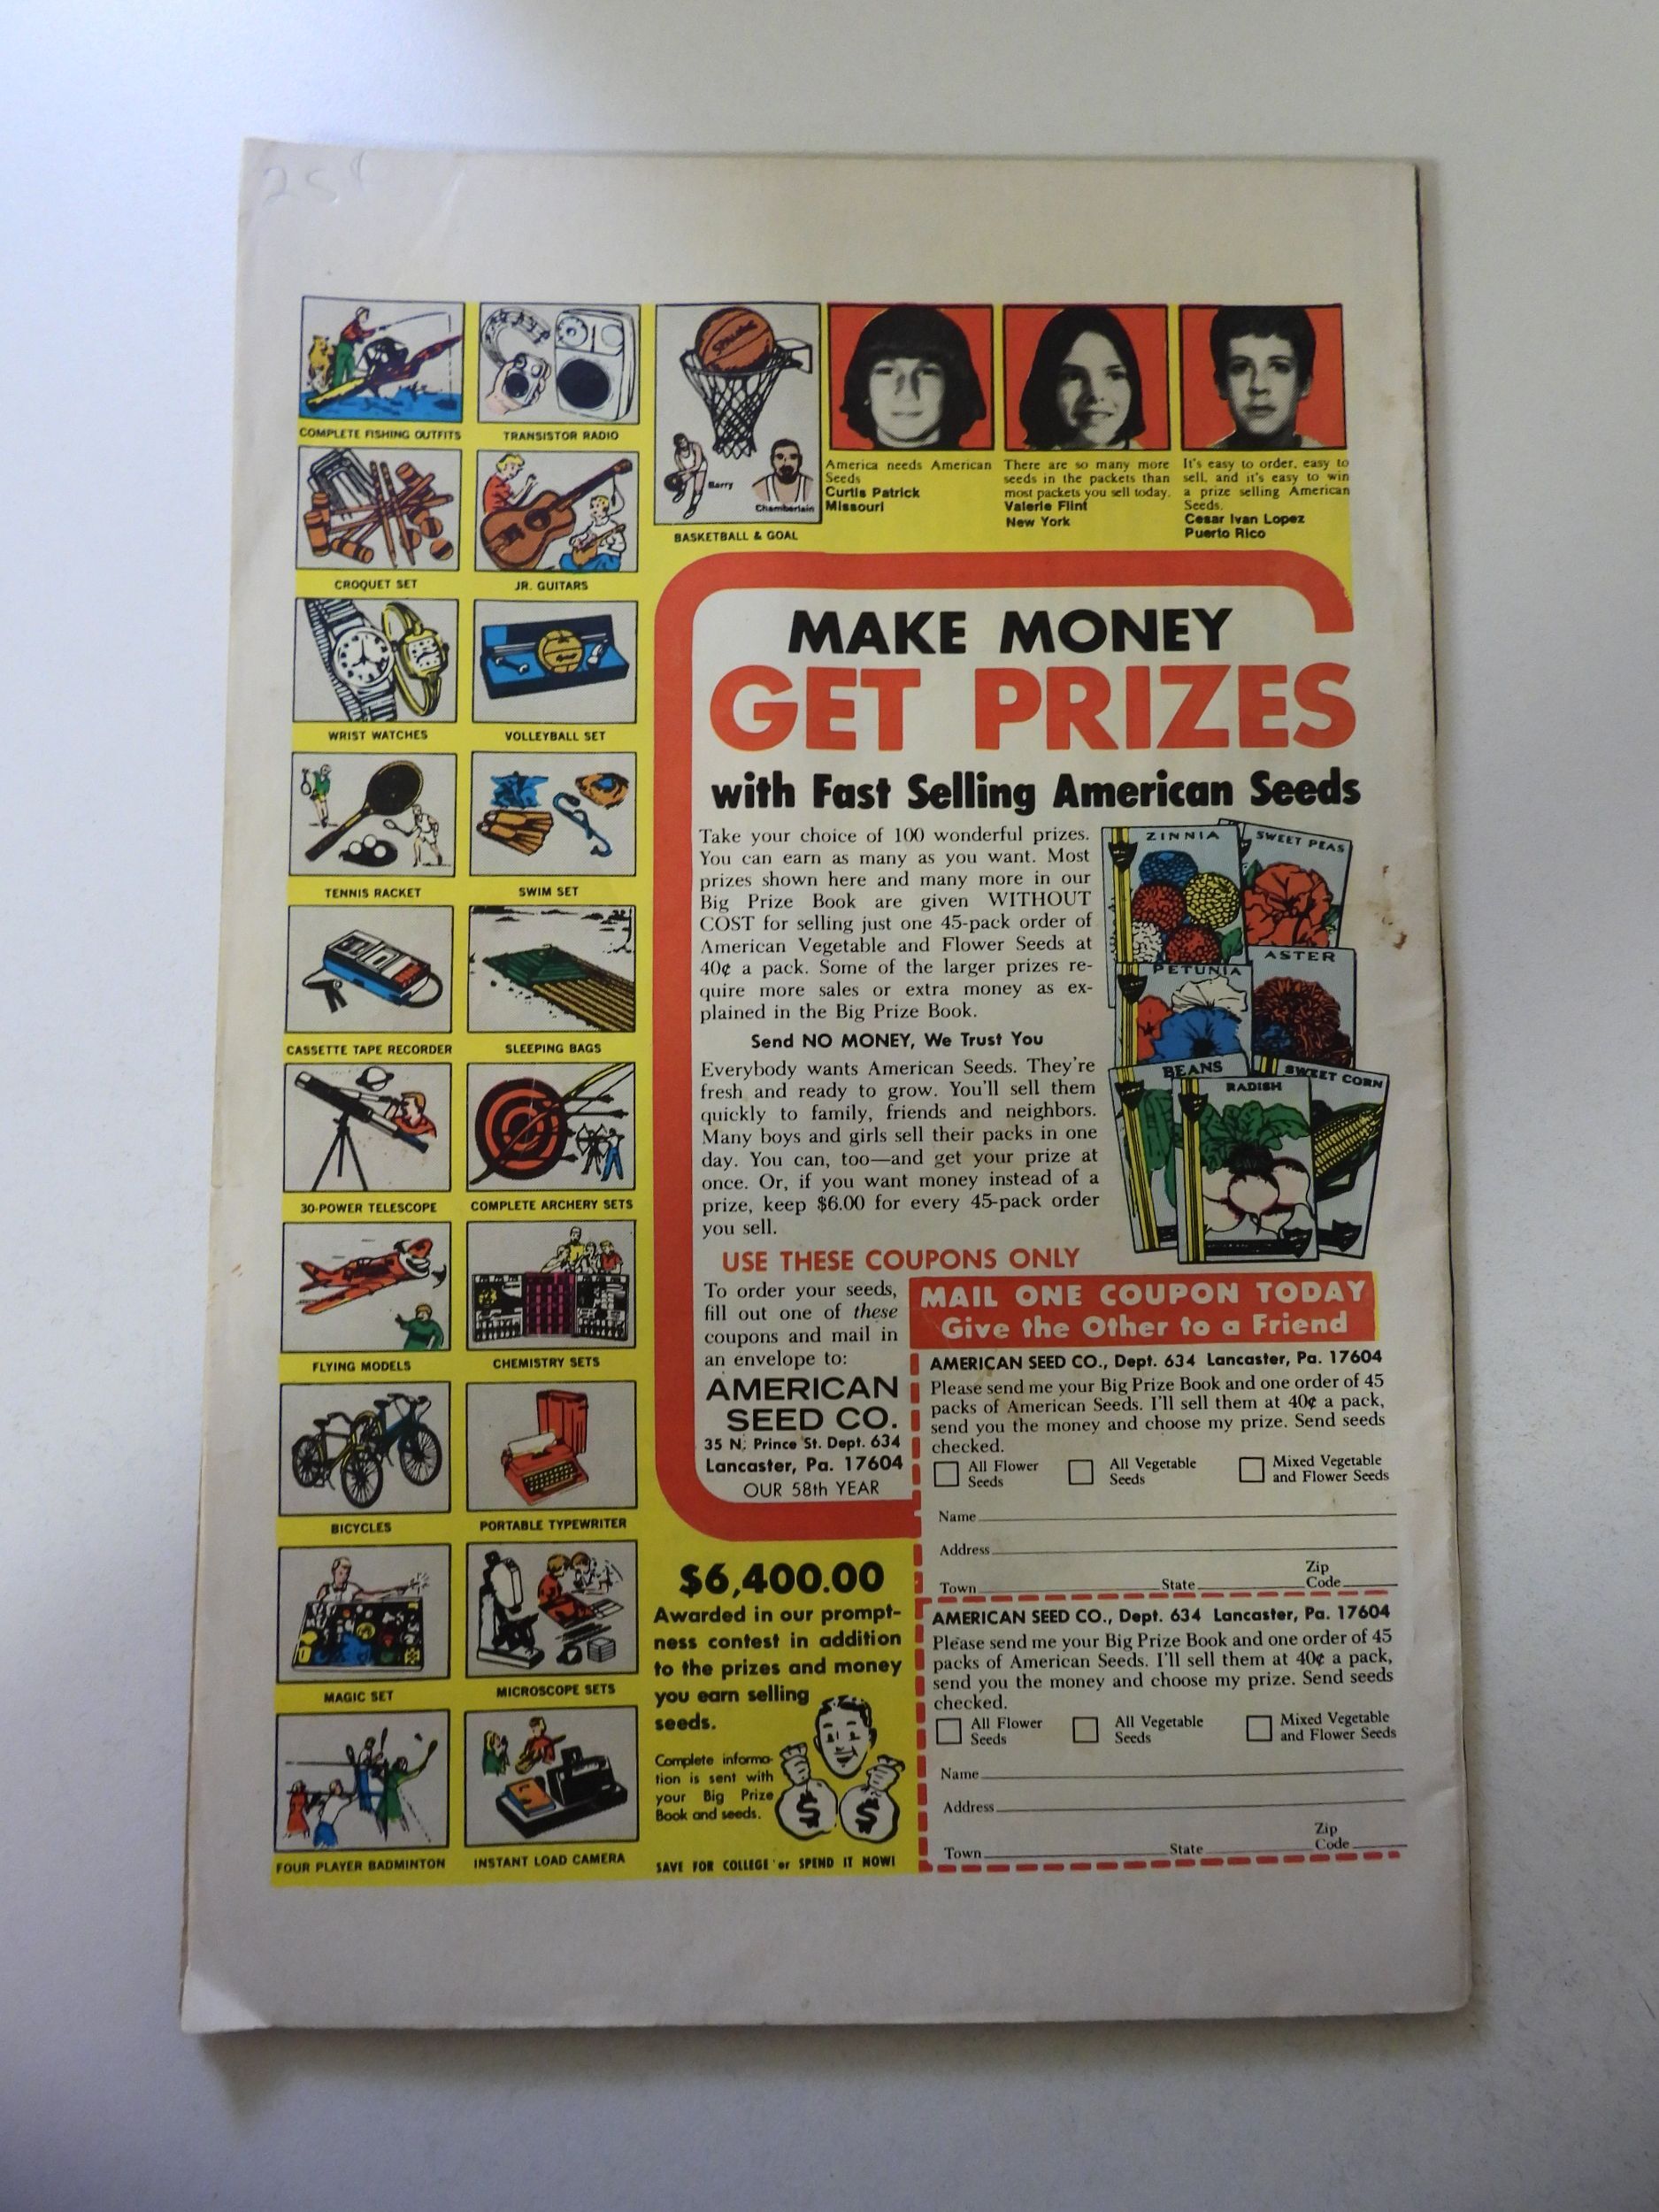 25¢
COMPLETE FISHING OUTFITS
TRANSISTOR RADIO
CROQUET SET
JR. GUITARS
WRIST WATCHES
VOLLEYBALL SET
TENNIS RACKET
SWIM SET
CASSETTE TAPE RECORDER
SLEEPING BAGS
30-POWER TELESCOPE
COMPLETE ARCHERY SETS
FLYING MODELS
CHEMISTRY SETS
BICYCLES
PORTABLE TYPEWRITER
MAGIC SET
MICROSCOPE SETS
FOUR PLAYER BADMINTON
INSTANT LOAD CAMERA
Spalding
Barry
Chamberlain
BASKETBALL & GOAL
America needs American
Seeds
Curtis Patrick
Missouri
There are so many more
seeds in the packets than
most packets you sell today.
Valerie Flint
New York
It's easy to order, easy to
sell, and it's easy to win
a prize selling American
Seeds.
Cesar Ivan Lopez
Puerto Rico
MAKE MONEY
GET PRIZES
with Fast Selling American Seeds
Take your choice of 100 wonderful prizes.
You can earn as many as you want. Most
prizes shown here and many more in our
Big Prize Book are given WITHOUT
COST for selling just one 45-pack order of
American Vegetable and Flower Seeds at
40¢ a pack. Some of the larger prizes re-
quire more sales or extra money as ex-
plained in the Big Prize Book.
Send NO MONEY, We Trust You
Everybody wants American Seeds. They're
fresh and ready to grow. You'll sell them
quickly to family, friends and neighbors.
Many boys and girls sell their packs in one
day. You can, too—and get your prize at
once. Or, if you want money instead of a
prize, keep $6.00 for every 45-pack order
you sell.
ZINNIA
SWEET PEAS
PETUNIA
ASTER
BEANS
RADISH
SWEET CORN
USE THESE COUPONS ONLY
To order your seeds,
fill out one of these
coupons and mail in
an envelope to:
AMERICAN
SEED CO.
35 N. Prince St. Dept. 634
Lancaster, Pa. 17604
OUR 58th YEAR
MAIL ONE COUPON TODAY
Give the Other to a Friend
AMERICAN SEED CO., Dept. 634 Lancaster, Pa. 17604
Please send me your Big Prize Book and one order of 45
packs of American Seeds. I'll sell them at 40¢ a pack,
send you the money and choose my prize. Send seeds
checked.
All Flower Seeds
All Vegetable Seeds
Mixed Vegetable and Flower Seeds
Name
Address
Town State Zip Code
AMERICAN SEED CO., Dept. 634 Lancaster, Pa. 17604
Please send me your Big Prize Book and one order of 45
packs of American Seeds. I'll sell them at 40¢ a pack,
send you the money and choose my prize. Send seeds
checked.
All Flower Seeds
All Vegetable Seeds
Mixed Vegetable and Flower Seeds
Name
Address
Town State Zip Code
$6,400.00
Awarded in our prompt-
ness contest in addition
to the prizes and money
you earn selling
seeds.
Complete informa-
tion is sent with
your Big Prize
Book and seeds.
$ $
SAVE FOR COLLEGE or SPEND IT NOW!